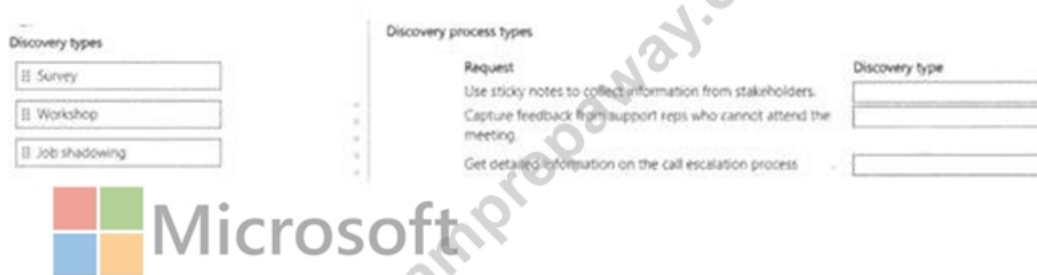 Discovery types
Survey
Workshop
Job shadowing
Discovery process types
Request
Discovery type
Use sticky notes to collect information from stakeholders.
Capture feedback from support reps who cannot attend the
meeting.
Get detailed information on the call escalation process
Microsoft